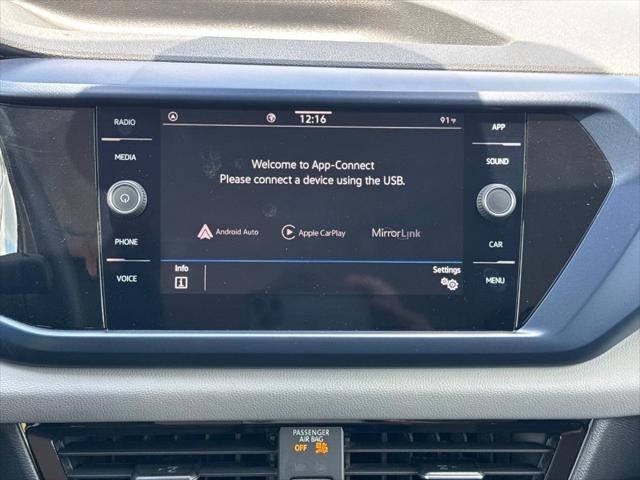 RADIO
MEDIA
PHONE
VOICE
12:16
91 °F
Welcome to App-Connect
Please connect a device using the USB.
Android Auto
Apple CarPlay
MirrorLink
Info
Settings
APP
SOUND
CAR
MENU
PASSENGER
AIR BAG
OFF